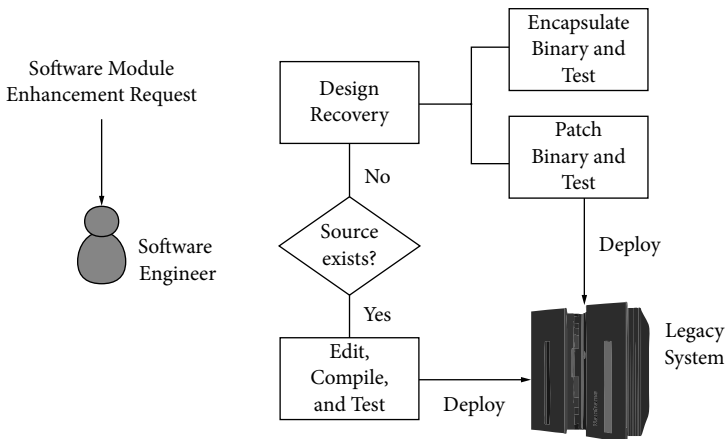 Software Module
Enhancement Request
Software
Engineer
Design
Recovery
Encapsulate
Binary and
Test
Patch
Binary and
Test
No
Source
exists?
Yes
Edit,
Compile,
and Test
Deploy
Deploy
Legacy
System